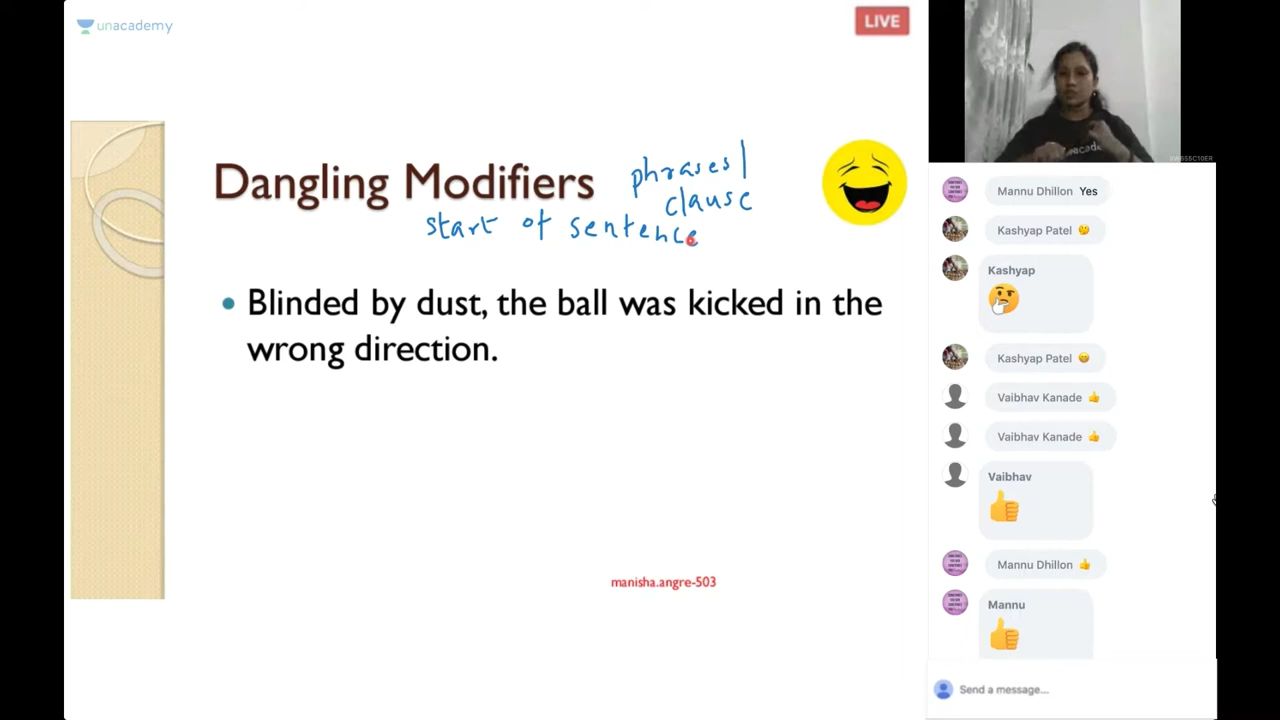 unacademy
LIVE
Dangling Modifiers
phrases/
clause
start of sentence
Blinded by dust, the ball was kicked in the
wrong direction.
manisha.angre-503
Mannu Dhillon Yes
Kashyap Patel 🤔
Kashyap
🤔
Kashyap Patel 😁
Vaibhav Kanade 👍
Vaibhav Kanade 👍
Vaibhav
👍
Mannu Dhillon 👍
Mannu
👍
Send a message...